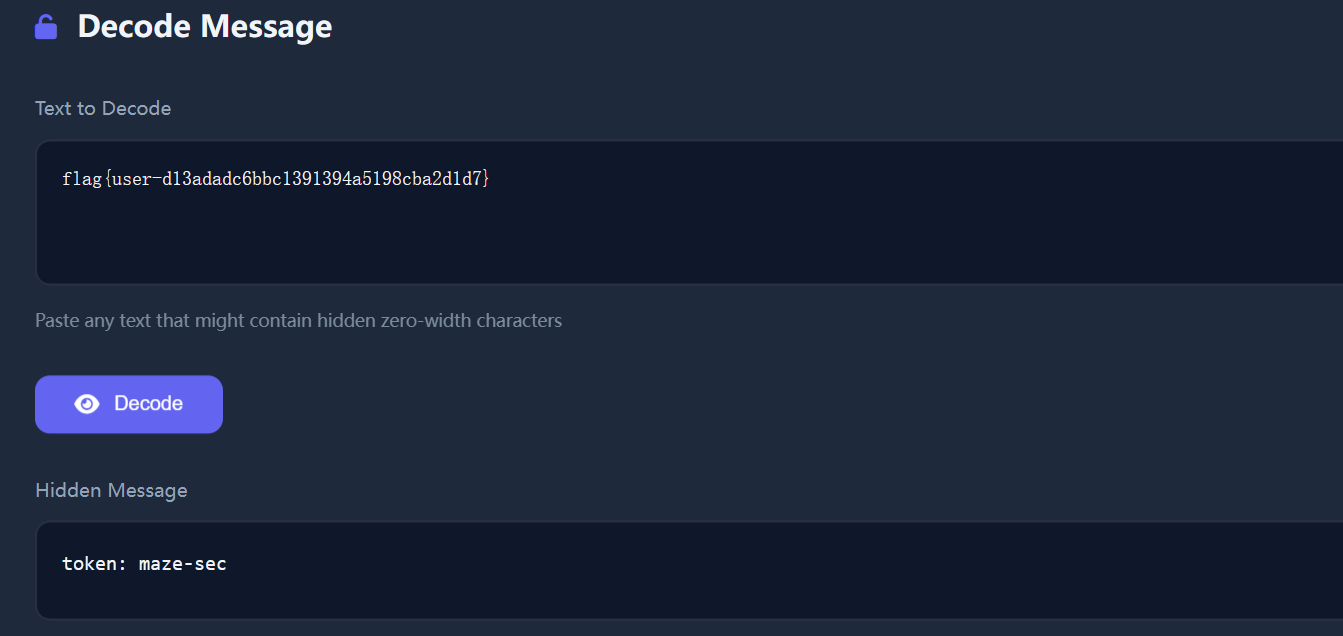 Decode Message
Text to Decode
flag{user-d13adadc6bbc1391394a5198cba2d1d7}
Paste any text that might contain hidden zero-width characters
Decode
Hidden Message
token: maze-sec